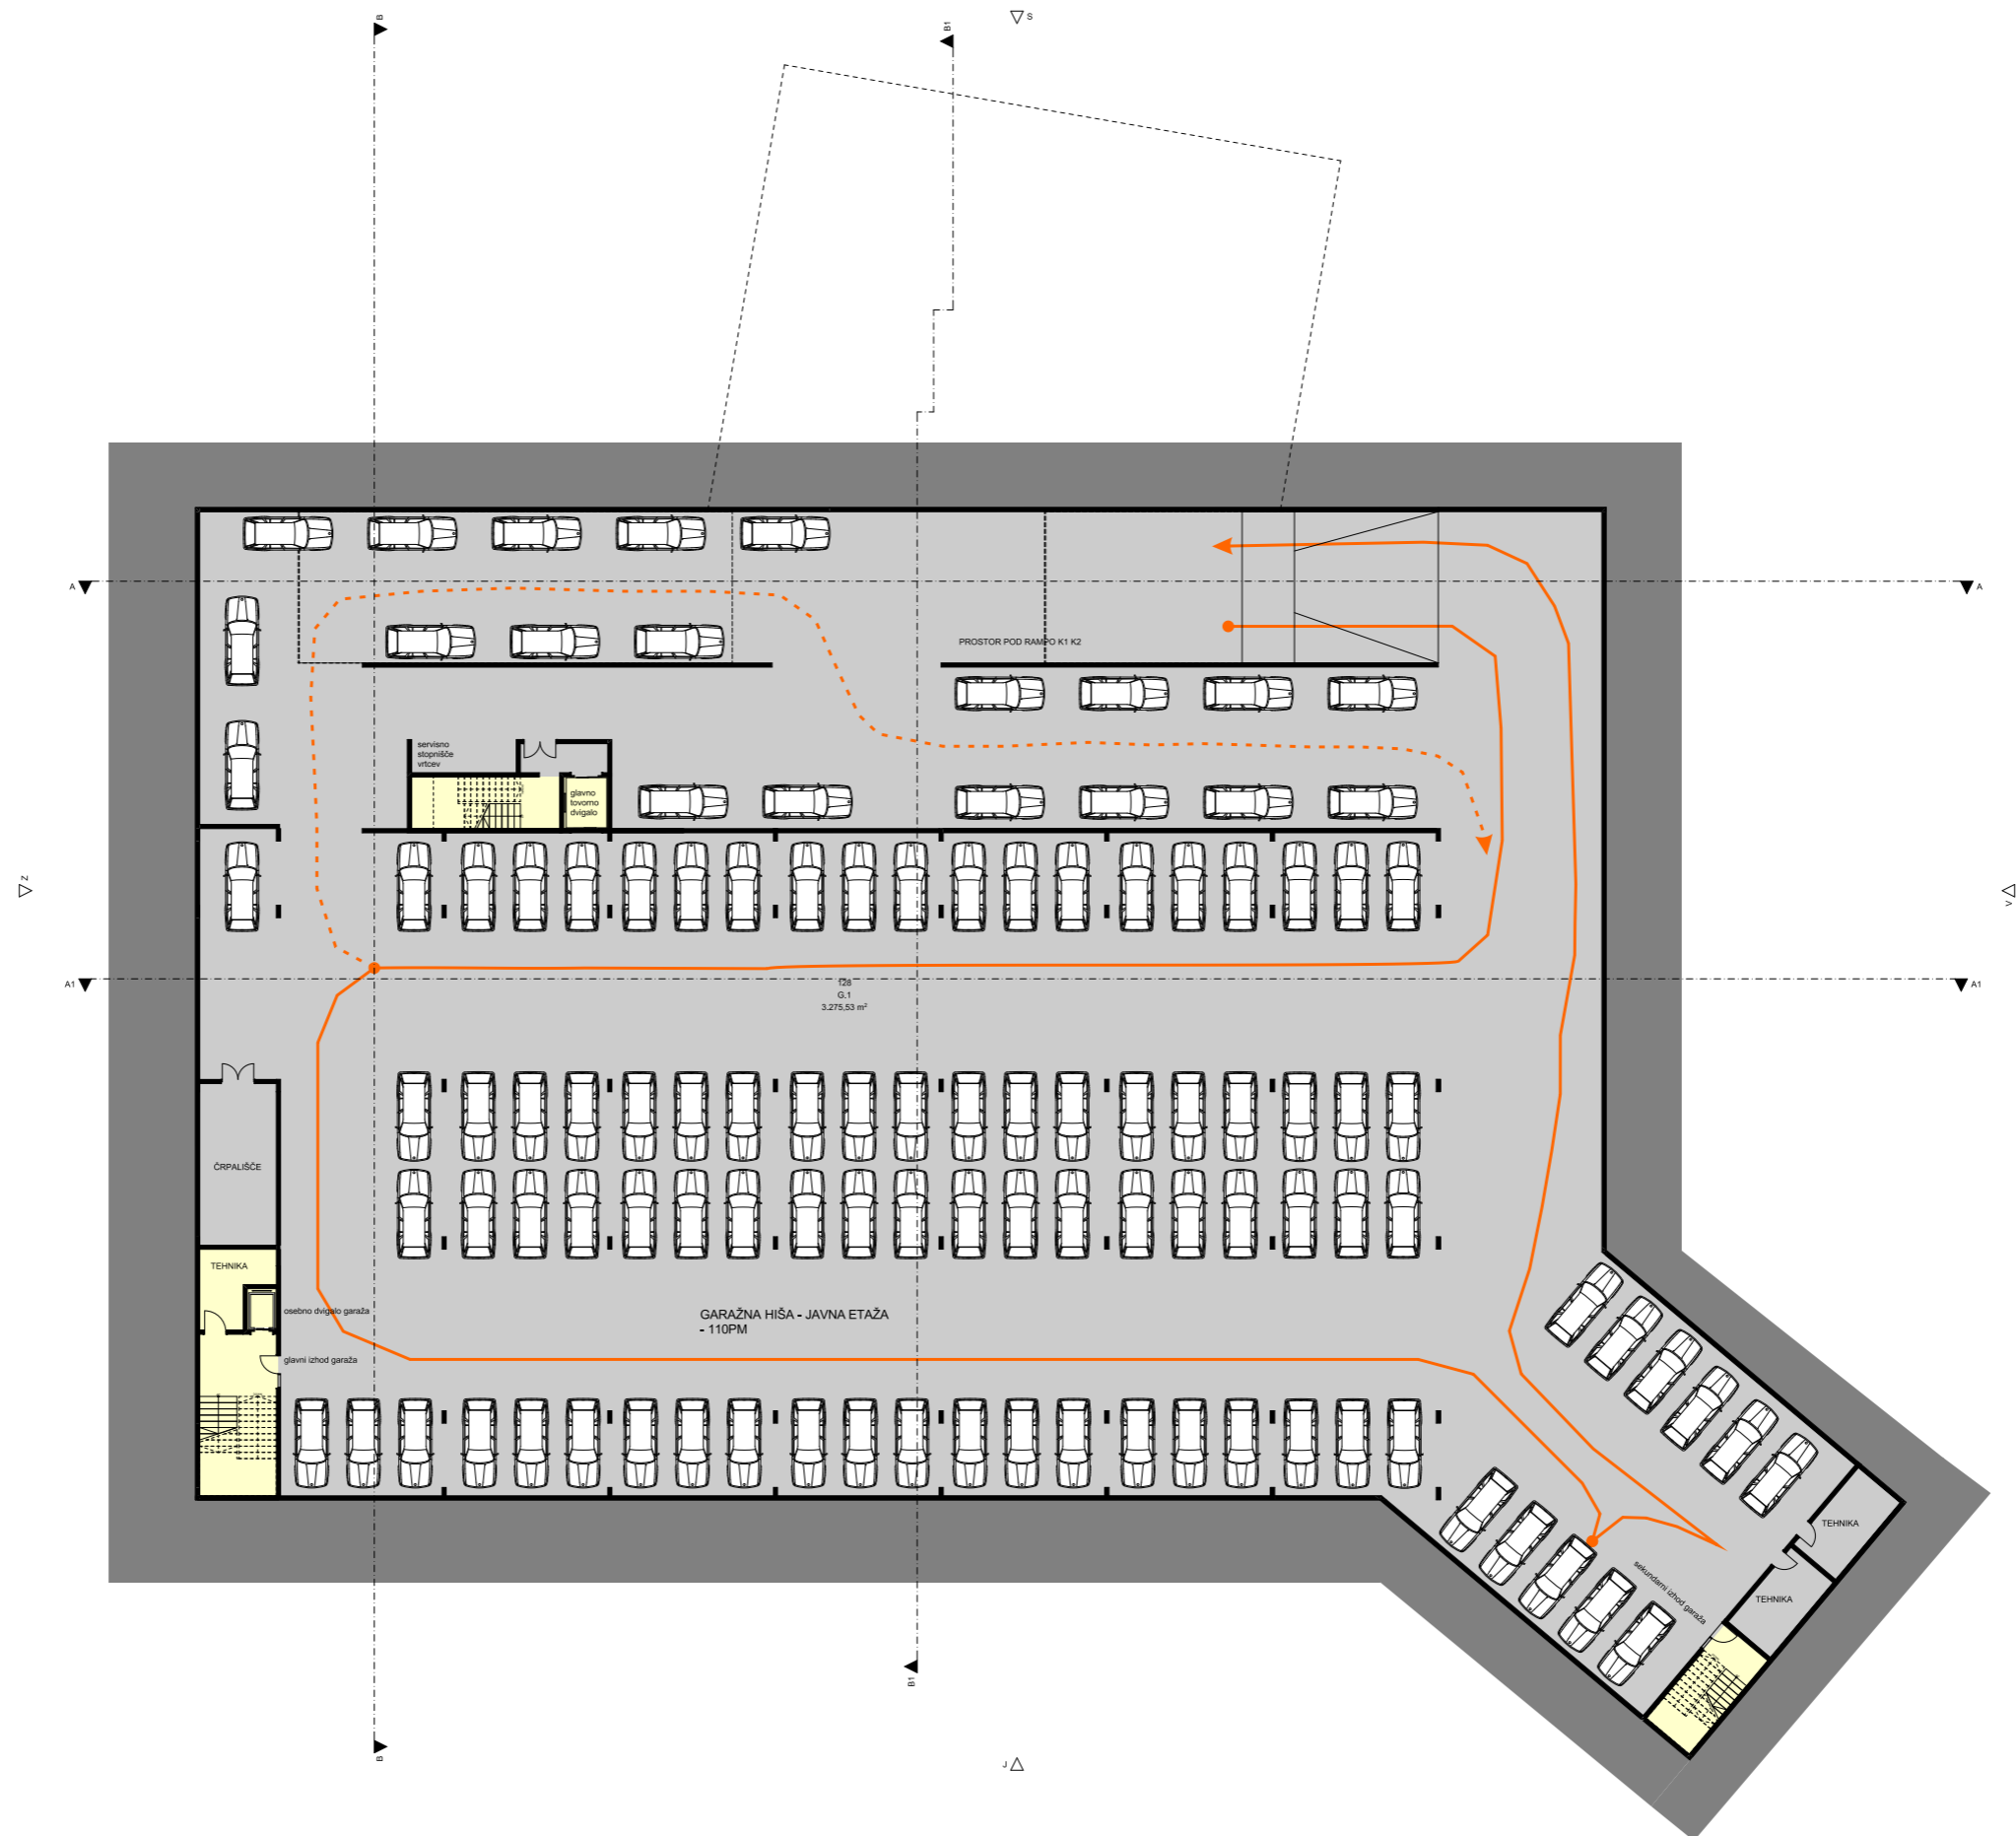 B
B1
S
A
A
PROSTOR POD RAMPO K1 K2
servisno
stopnišče
vrtcev
glavno
tovorno
dvigalo
Z
V
A1
A1
128
G.1
3.275,53 m²
ČRPALIŠČE
TEHNIKA
osebno dvigalo garaža
GARAŽNA HIŠA - JAVNA ETAŽA
- 110PM
glavni izhod garaža
TEHNIKA
sekundarni izhod garaža
TEHNIKA
B1
B
J